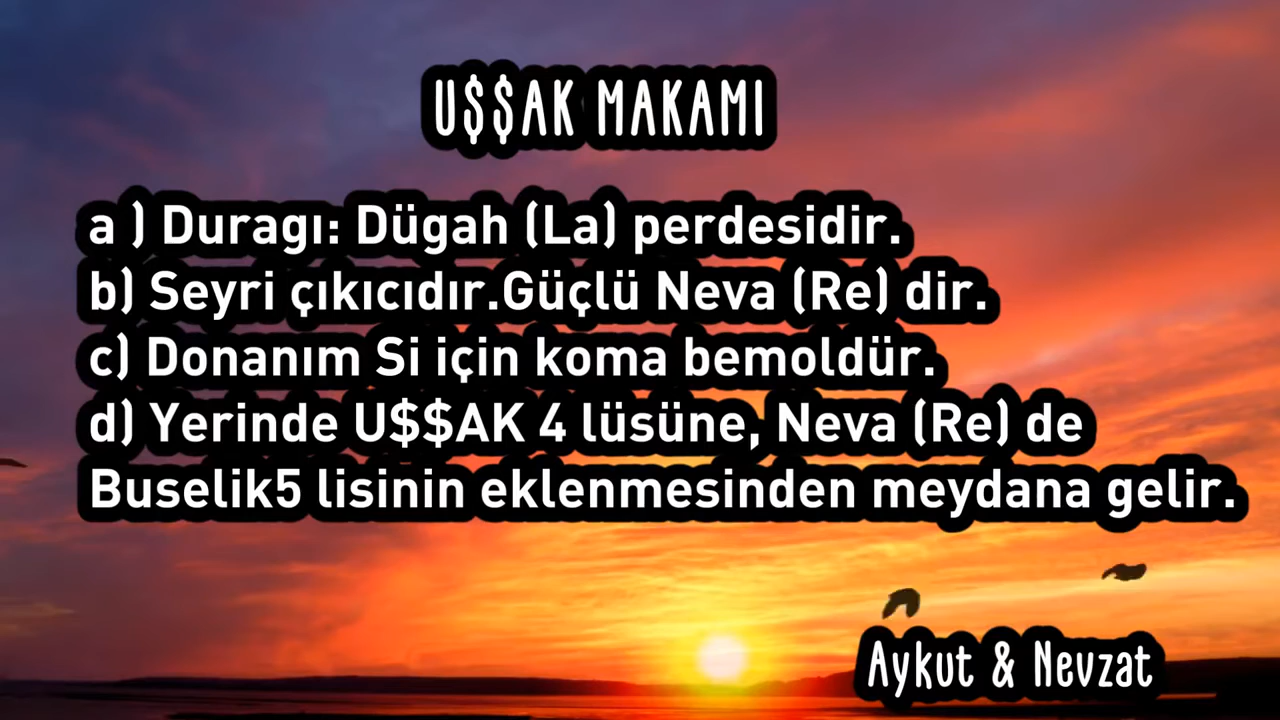 U$$AK MAKAMI
a ) Duragı: Dügah (La) perdesidir.
b) Seyri çıkıcıdır.Güçlü Neva (Re) dir.
c) Donanım Si için koma bemoldür.
d) Yerinde U$$AK 4 lüsüne, Neva (Re) de
Buselik5 lisinin eklenmesinden meydana gelir.
Aykut & Nevzat